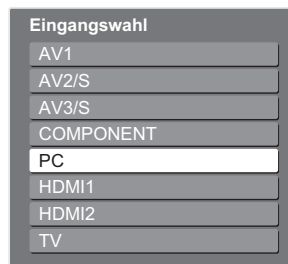 Eingangswahl
AV1
AV2/S
AV3/S
COMPONENT
PC
HDMI1
HDMI2
TV